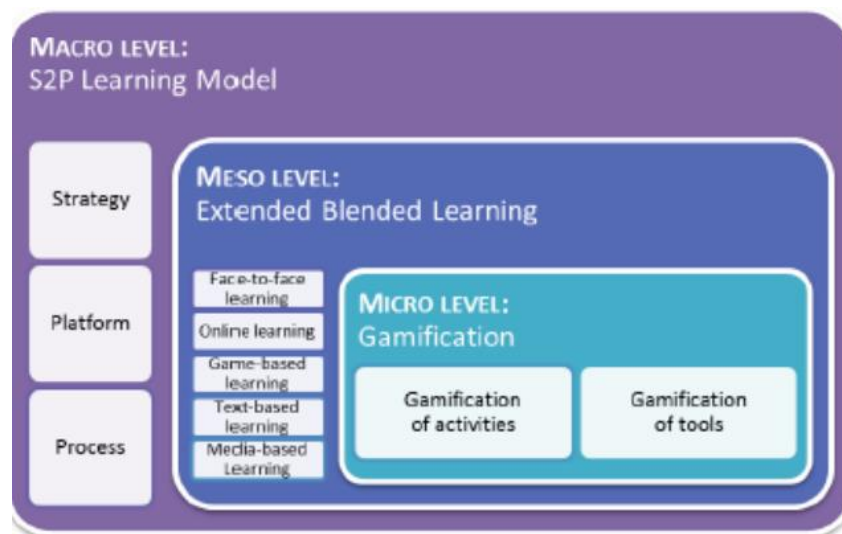 MACRO LEVEL:
S2P Learning Model
Strategy
Platform
Process
MESO LEVEL:
Extended Blended Learning
Face-to-face
learning
Online learning
Game-based
learning
Text-based
learning
Media-based
Learning
MICRO LEVEL:
Gamification
Gamification
of activities
Gamification
of tools